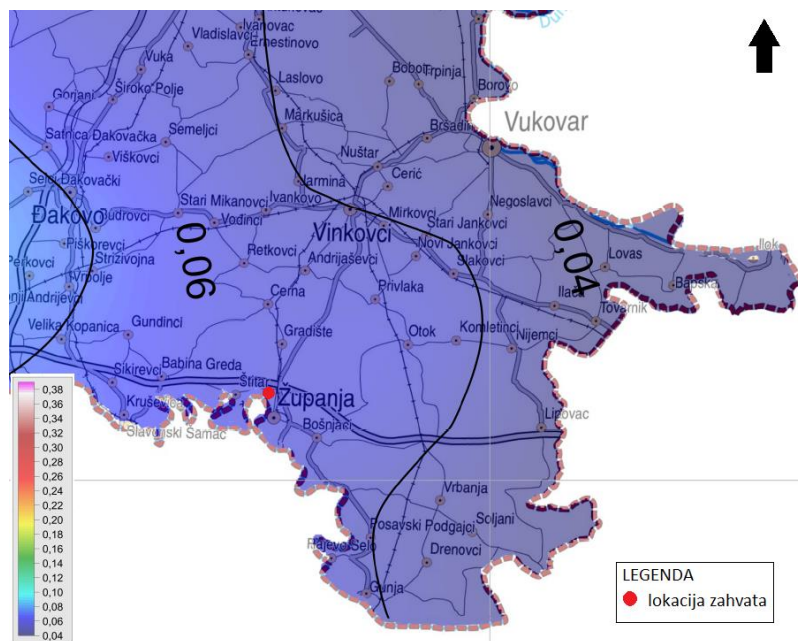 Ivanovac
Vladislavci
Ernestinovo
Vuka
Laslovo
Bobota
Trpinja
Borovo
Gorjani
Široko Polje
Markušica
Bršadin
Vukovar
Satnica Đakovačka
Semeljci
Viškovci
Nuštar
Cerić
Jarmina
Selci Đakovački
Stari Mikanovci
Ivankovo
Negoslavci
Đakovo
Budrovci
Vođinci
Vinkovci
Mirkovci
Stari Jankovci
0,06
0,04
Piškorevci
Strizivojna
Retkovci
Andrijaševci
Novi Jankovci
Slakovci
Lovas
Ilok
Perkovci
Vrpolje
Bapska
Andrijevci
Cerna
Privlaka
Ilača
Tovarnik
Velika Kopanica
Gundinci
Gradište
Otok
Komletinci
Nijemci
Sikirevci
Babina Greda
Štitar
Županja
Kruševica
Slavonski Šamac
Bošnjaci
Lipovac
Vrbanja
Posavski Podgajci
Soljani
Rajevo Selo
Drenovci
Gunja
0,38
0,36
0,34
0,32
0,30
0,28
0,26
0,24
0,22
0,20
0,18
0,16
0,14
0,12
0,10
0,08
0,06
0,04
LEGENDA
lokacija zahvata